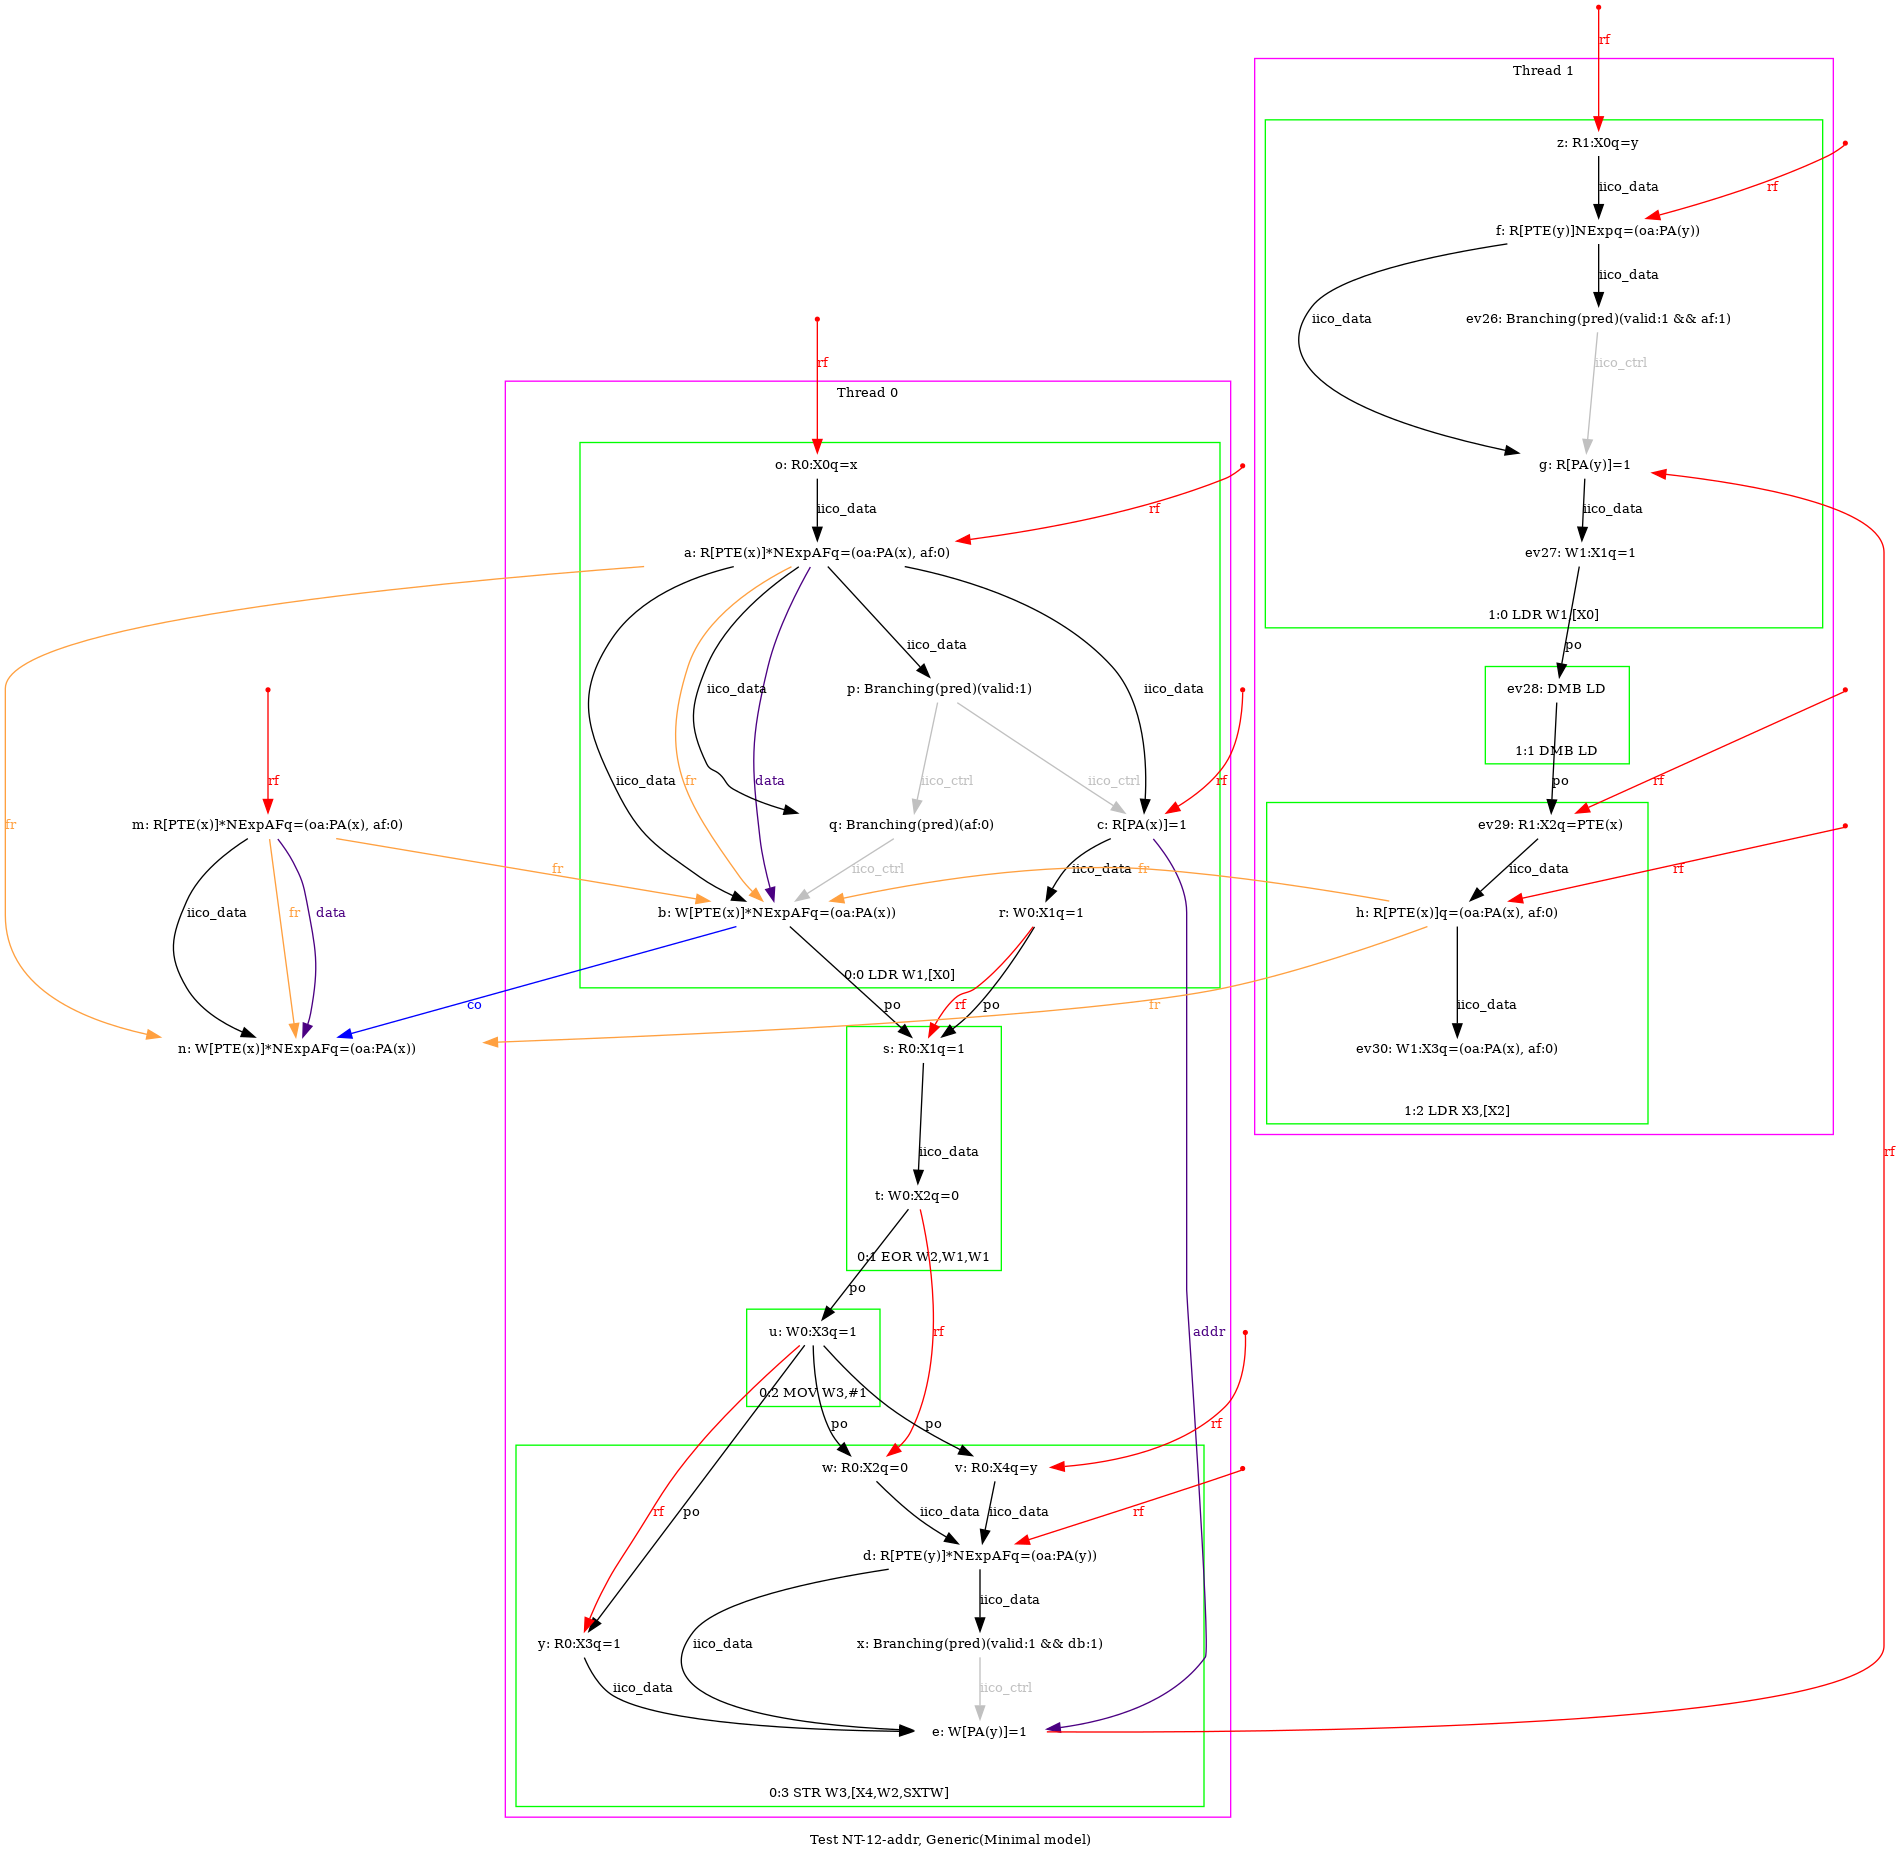 rf
Thread 1
z: R1:X0q=y
iico_data
rf
f: R[PTE(y)]NExpq=(oa:PA(y))
iico_data
iico_data
ev26: Branching(pred)(valid:1 && af:1)
iico_ctrl
g: R[PA(y)]=1
iico_data
ev27: W1:X1q=1
1:0 LDR W1,[X0]
po
ev28: DMB LD
1:1 DMB LD
po
rf
ev29: R1:X2q=PTE(x)
iico_data
rf
h: R[PTE(x)]q=(oa:PA(x), af:0)
iico_data
ev30: W1:X3q=(oa:PA(x), af:0)
1:2 LDR X3,[X2]
rf
Thread 0
o: R0:X0q=x
iico_data
rf
a: R[PTE(x)]*NExpAFq=(oa:PA(x), af:0)
iico_data
iico_data
iico_data
p: Branching(pred)(valid:1)
iico_data
fr
data
iico_ctrl
iico_ctrl
rf
q: Branching(pred)(af:0)
c: R[PA(x)]=1
iico_ctrl
iico_data
fr
b: W[PTE(x)]*NExpAFq=(oa:PA(x))
r: W0:X1q=1
0:0 LDR W1,[X0]
fr
rf
m: R[PTE(x)]*NExpAFq=(oa:PA(x), af:0)
fr
iico_data
fr
data
co
n: W[PTE(x)]*NExpAFq=(oa:PA(x))
po
rf
po
fr
s: R0:X1q=1
iico_data
t: W0:X2q=0
0:1 EOR W2,W1,W1
po
u: W0:X3q=1
rf
addr
rf
0:2 MOV W3,#1
po
po
rf
w: R0:X2q=0
v: R0:X4q=y
rf
po
iico_data
iico_data
rf
d: R[PTE(y)]*NExpAFq=(oa:PA(y))
iico_data
iico_data
y: R0:X3q=1
x: Branching(pred)(valid:1 && db:1)
iico_data
iico_ctrl
e: W[PA(y)]=1
0:3 STR W3,[X4,W2,SXTW]
Test NT-12-addr, Generic(Minimal model)